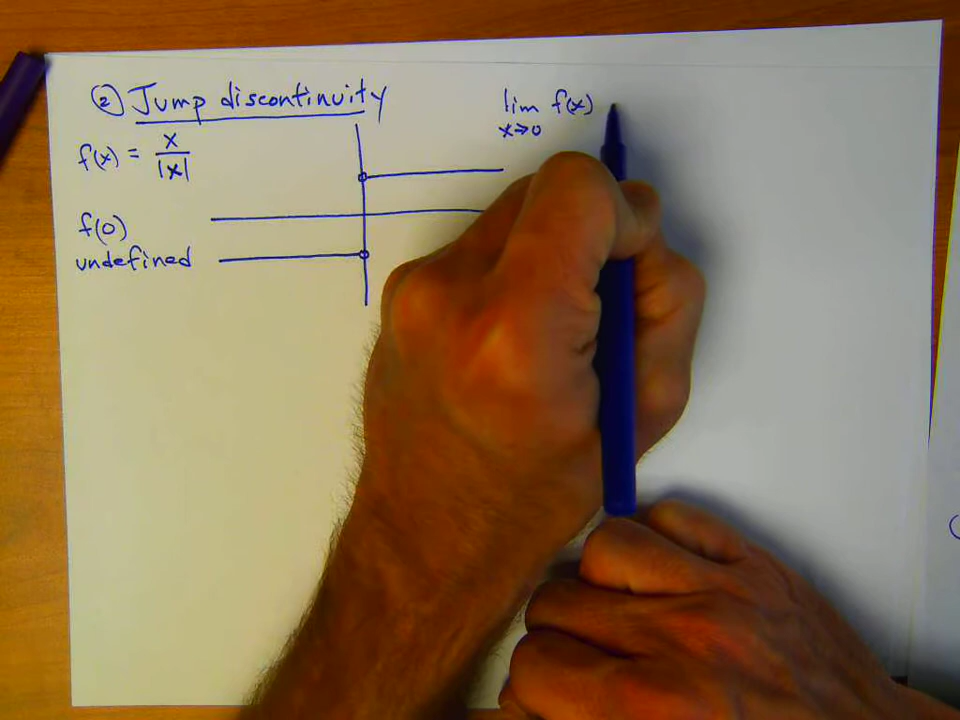 ② Jump discontinuity
f(x) = x/|x|
f(0)
undefined
lim f(x)
x→0